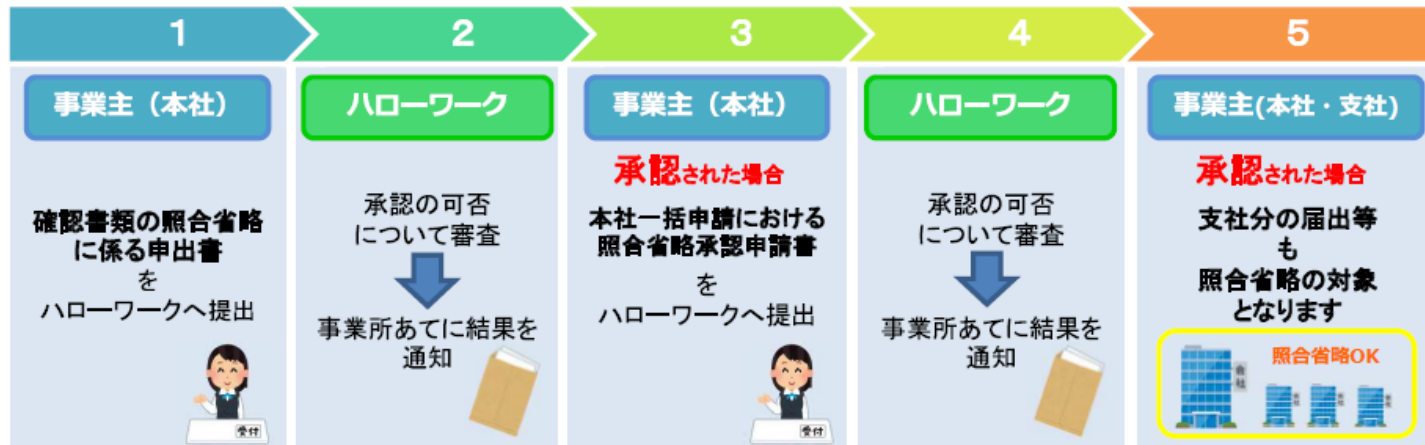 1
事業主（本社）
確認書類の照合省略
に係る申出書
を
ハローワークへ提出
受付
2
ハローワーク
承認の可否
について審査
事業所あてに結果を
通知
3
事業主（本社）
承認された場合
本社一括申請における
照合省略承認申請書
を
ハローワークへ提出
受付
4
ハローワーク
承認の可否
について審査
事業所あてに結果を
通知
5
事業主(本社・支社)
承認された場合
支社分の届出等
も
照合省略の対象
となります
照合省略OK
会社
会社
会社
会社